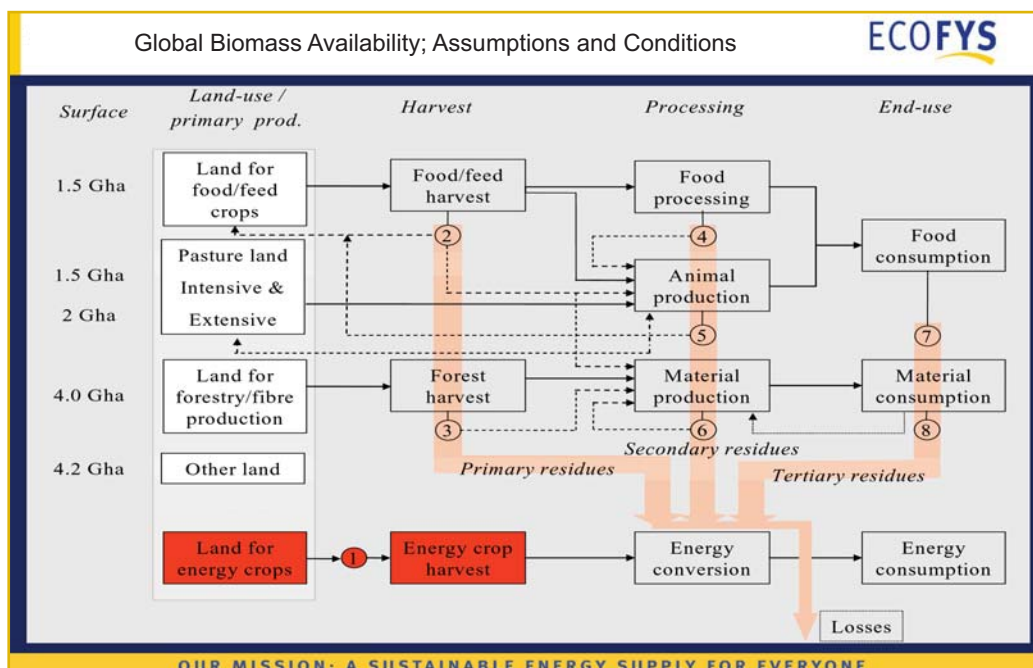 Global Biomass Availability; Assumptions and Conditions
ECOFYS
Surface
Land-use /
primary prod.
Harvest
Processing
End-use
1.5 Gha
Land for
food/feed
crops
Food/feed
harvest
Food
processing
2
4
Food
consumption
1.5 Gha
2 Gha
Pasture land
Intensive &
Extensive
Animal
production
5
7
4.0 Gha
Land for
forestry/fibre
production
Forest
harvest
Material
production
Material
consumption
3
6
8
Secondary residues
4.2 Gha
Other land
Primary residues
Tertiary residues
Land for
energy crops
1
Energy crop
harvest
Energy
conversion
Energy
consumption
Losses
OUR MISSION: A SUSTAINABLE ENERGY SUPPLY FOR EVERYONE